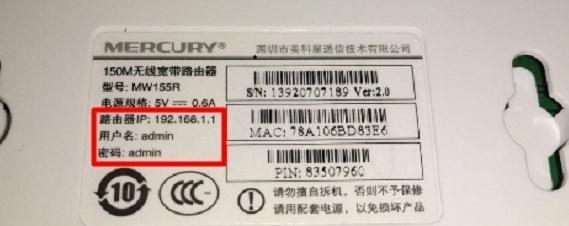 MERCURY® 深圳市美科星通信技术有限公司
150M无线宽带路由器
型号: MW155R
电源规格: 5V⎓0.6A
路由器IP: 192.168.1.1
用户名: admin
密码: admin
S/N: 13920707189 Ver:2.0
MAC: 78A106BD83E6
PIN: 83507960
10
CCC
请勿擅自拆机, 否则不予保修
请用配套电源, 以免损坏产品